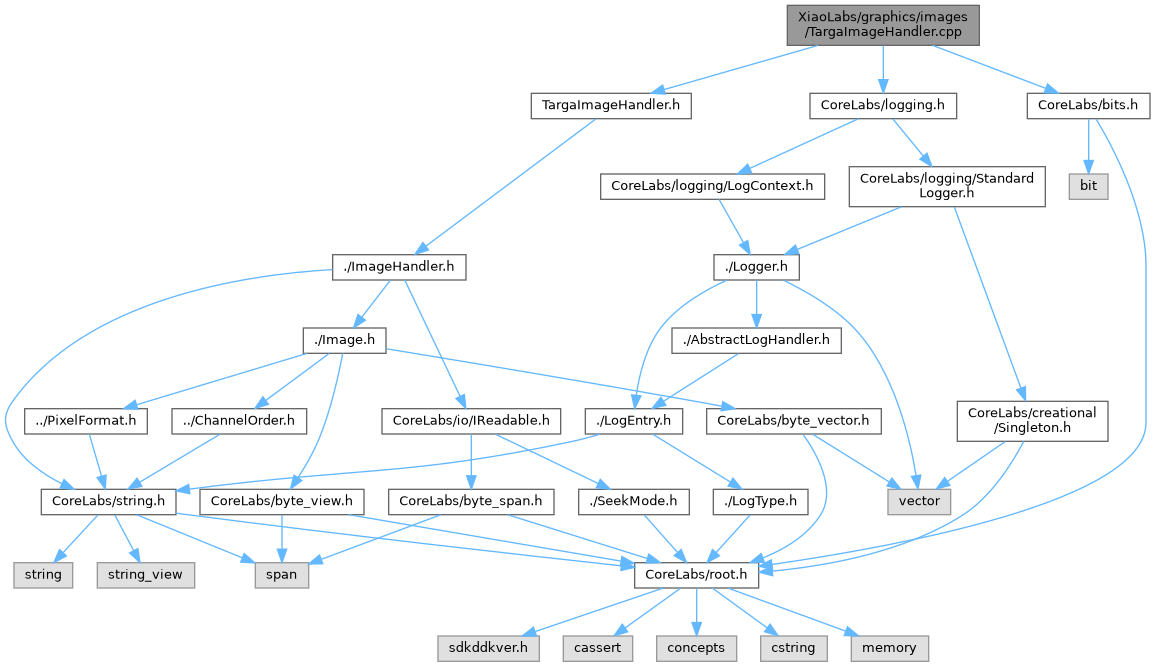 XiaoLabs/graphics/images
/TargaImageHandler.cpp
TargaImageHandler.h
CoreLabs/logging.h
CoreLabs/bits.h
CoreLabs/logging/LogContext.h
CoreLabs/logging/Standard
Logger.h
bit
./ImageHandler.h
./Logger.h
./Image.h
./AbstractLogHandler.h
../PixelFormat.h
../ChannelOrder.h
CoreLabs/io/IReadable.h
./LogEntry.h
CoreLabs/byte_vector.h
CoreLabs/creational
/Singleton.h
CoreLabs/string.h
CoreLabs/byte_view.h
CoreLabs/byte_span.h
./SeekMode.h
./LogType.h
vector
string
string_view
span
CoreLabs/root.h
sdkddkver.h
cassert
concepts
cstring
memory